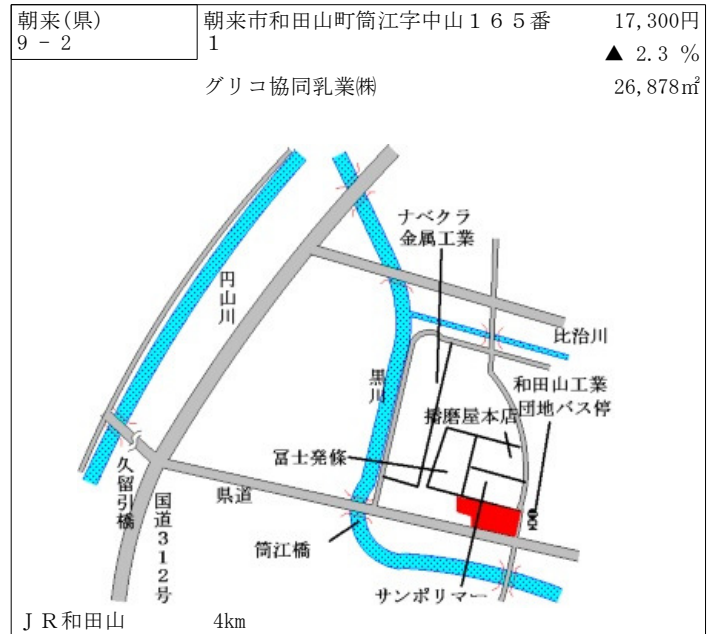 朝来(県)
9 - 2
朝来市和田山町筒江字中山１６５番
1
17,300円
▲ 2.3 %
グリコ協同乳業㈱
26,878㎡
ナベクラ
金属工業
円山川
比治川
黒川
和田山工業
団地バス停
播磨屋本店
冨士発條
久留引橋
国道３１２号
県道
筒江橋
サンポリマー
ＪＲ和田山
4km